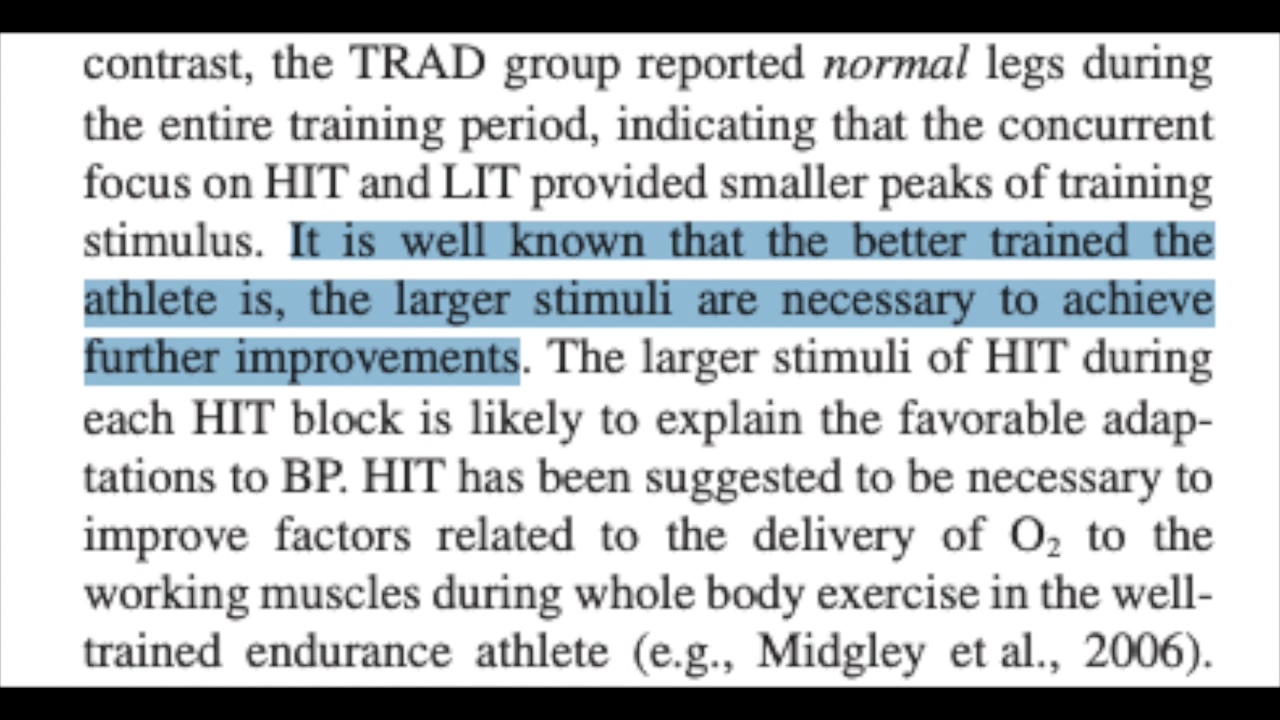 contrast, the TRAD group reported normal legs during
the entire training period, indicating that the concurrent
focus on HIT and LIT provided smaller peaks of training
stimulus. It is well known that the better trained the
athlete is, the larger stimuli are necessary to achieve
further improvements. The larger stimuli of HIT during
each HIT block is likely to explain the favorable adap-
tations to BP. HIT has been suggested to be necessary to
improve factors related to the delivery of O₂ to the
working muscles during whole body exercise in the well-
trained endurance athlete (e.g., Midgley et al., 2006).